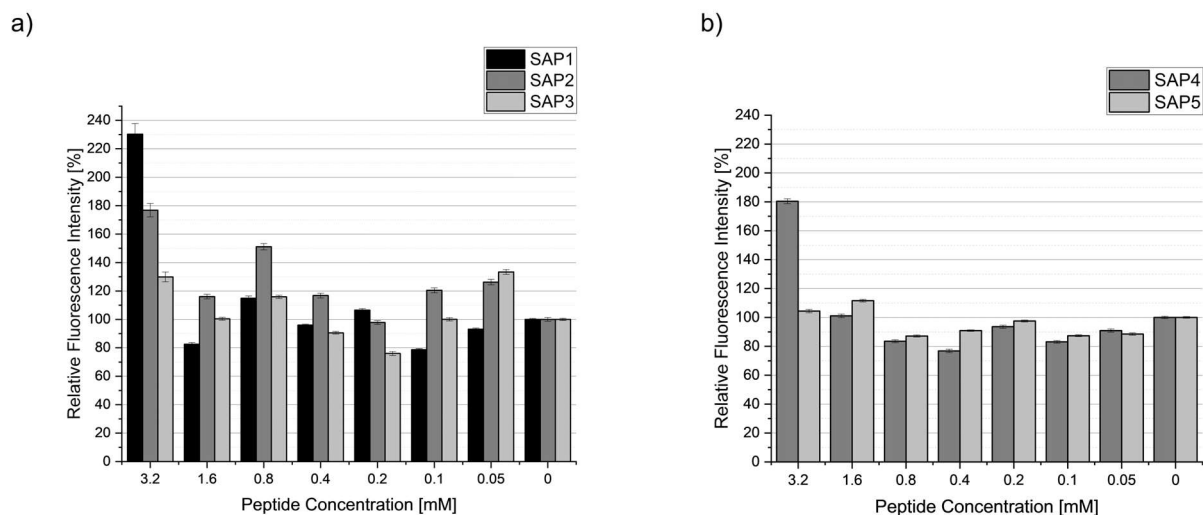 a)
SAP1
SAP2
SAP3
Relative Fluorescence Intensity [%]
240
220
200
180
160
140
120
100
80
60
40
20
0
3.2 1.6 0.8 0.4 0.2 0.1 0.05 0
Peptide Concentration [mM]
b)
SAP4
SAP5
Relative Fluorescence Intensity [%]
240
220
200
180
160
140
120
100
80
60
40
20
0
3.2 1.6 0.8 0.4 0.2 0.1 0.05 0
Peptide Concentration [mM]